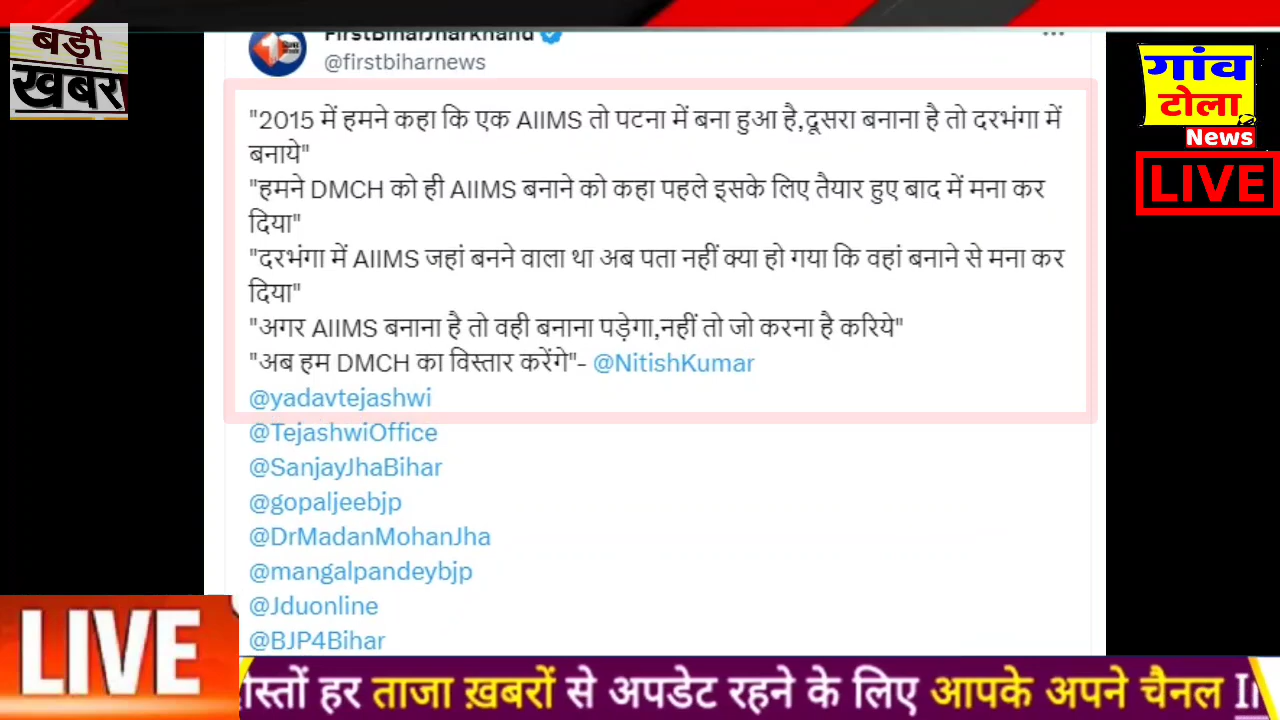 बड़ी
खबर
FirstBiharJharkhand
@firstbiharnews
गांव
टोला
News
LIVE
"2015 में हमने कहा कि एक AIIMS तो पटना में बना हुआ है,दूसरा बनाना है तो दरभंगा में
बनाये"
"हमने DMCH को ही AIIMS बनाने को कहा पहले इसके लिए तैयार हुए बाद में मना कर
दिया"
"दरभंगा में AIIMS जहां बनने वाला था अब पता नहीं क्या हो गया कि वहां बनाने से मना कर
दिया"
"अगर AIIMS बनाना है तो वही बनाना पड़ेगा,नहीं तो जो करना है करिये"
"अब हम DMCH का विस्तार करेंगे"- @NitishKumar
@yadavtejashwi
@TejashwiOffice
@SanjayJhaBihar
@gopaljeebjp
@DrMadanMohanJha
@mangalpandeybjp
@Jduonline
@BJP4Bihar
LIVE
हर ताजा ख़बरों से अपडेट रहने के लिए आपके अपने चैनल